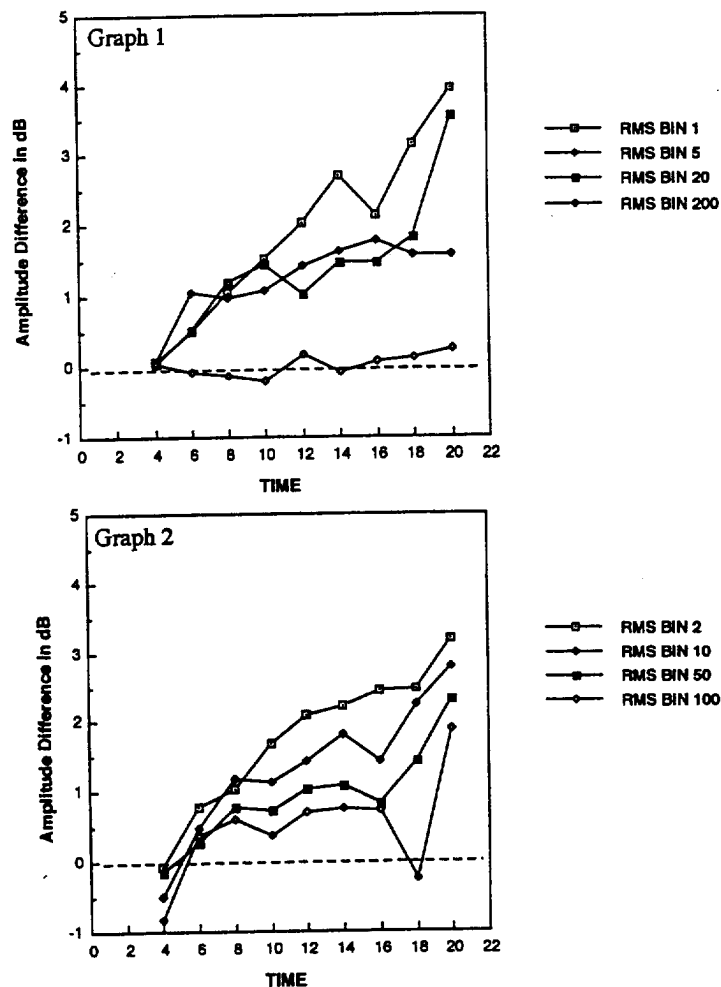 Graph 1
Amplitude Difference in dB
5
4
3
2
1
0
-1
0 2 4 6 8 10 12 14 16 18 20 22
TIME
RMS BIN 1
RMS BIN 5
RMS BIN 20
RMS BIN 200
Graph 2
Amplitude Difference in dB
5
4
3
2
1
0
-1
0 2 4 6 8 10 12 14 16 18 20 22
TIME
RMS BIN 2
RMS BIN 10
RMS BIN 50
RMS BIN 100